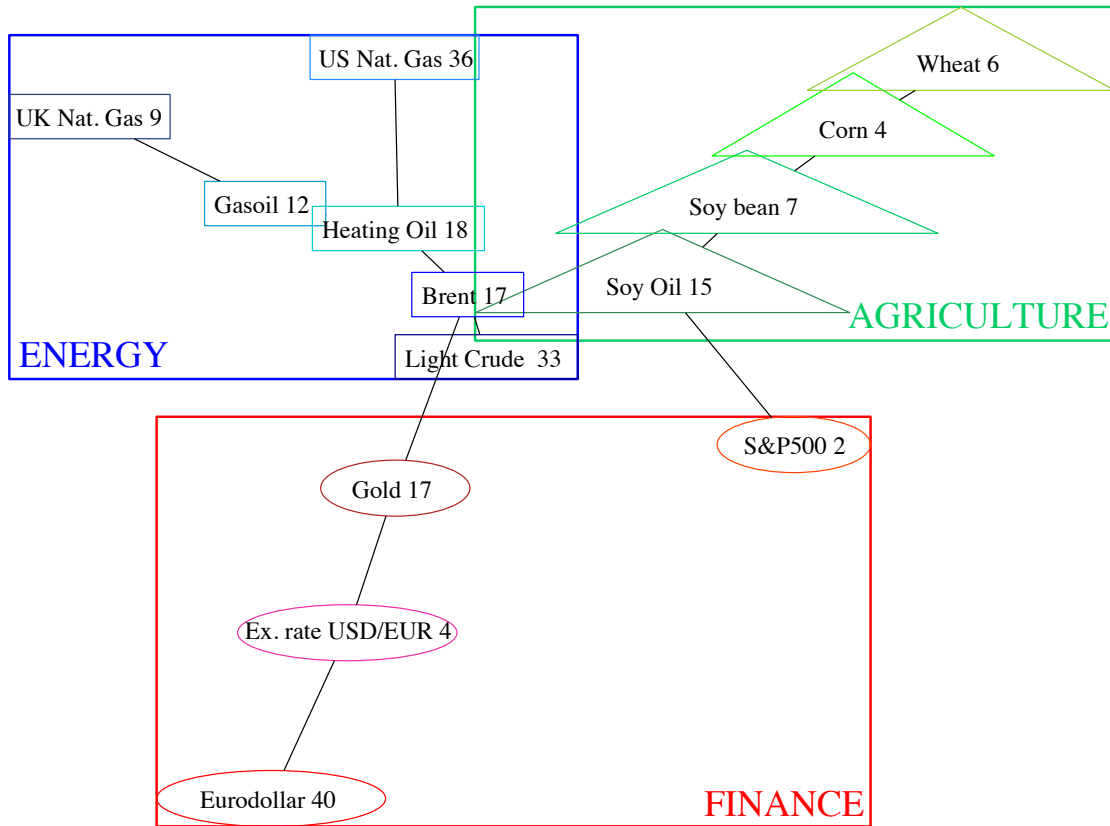 US Nat. Gas 36
Wheat 6
UK Nat. Gas 9
Corn 4
Gasoil 12
Soy bean 7
Heating Oil 18
Brent 17
Soy Oil 15
AGRICULTURE
ENERGY
Light Crude 33
S&P500 2
Gold 17
Ex. rate USD/EUR 4
Eurodollar 40
FINANCE